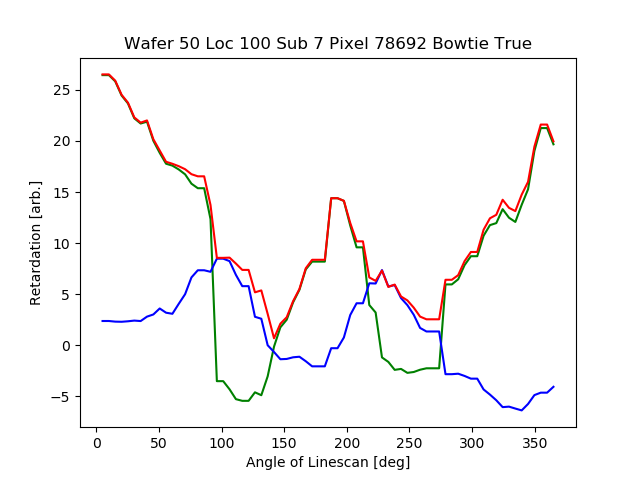 Wafer 50 Loc 100 Sub 7 Pixel 78692 Bowtie True
25
20
15
10
5
0
−5
Retardation [arb.]
0 50 100 150 200 250 300 350
Angle of Linescan [deg]